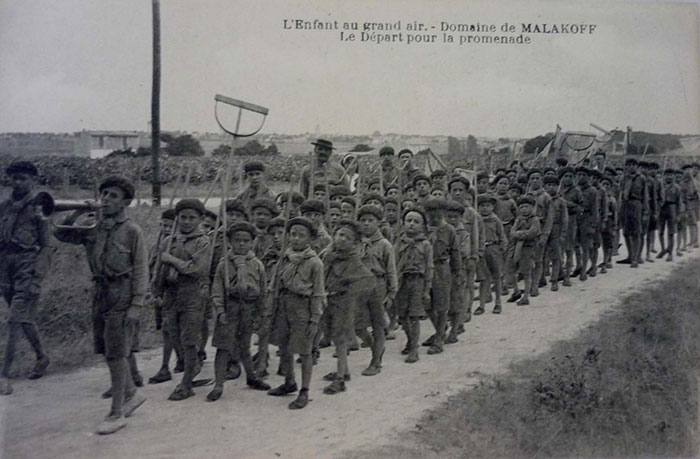 L'Enfant au grand air. - Domaine de MALAKOFF
Le Départ pour la promenade